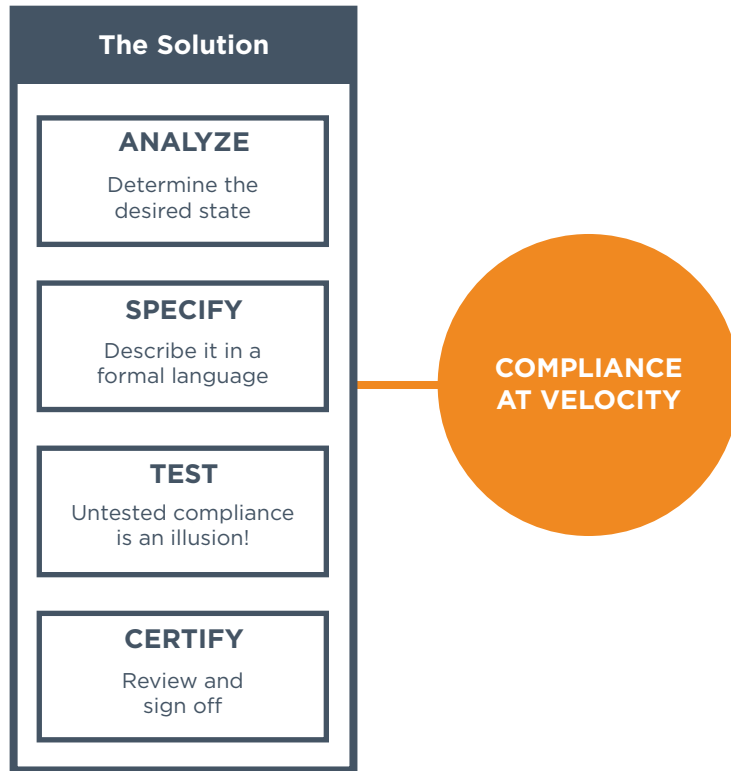 The Solution
ANALYZE
Determine the
desired state
SPECIFY
Describe it in a
formal language
TEST
Untested compliance
is an illusion!
CERTIFY
Review and
sign off
COMPLIANCE
AT VELOCITY